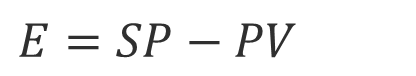 E = SP − PV